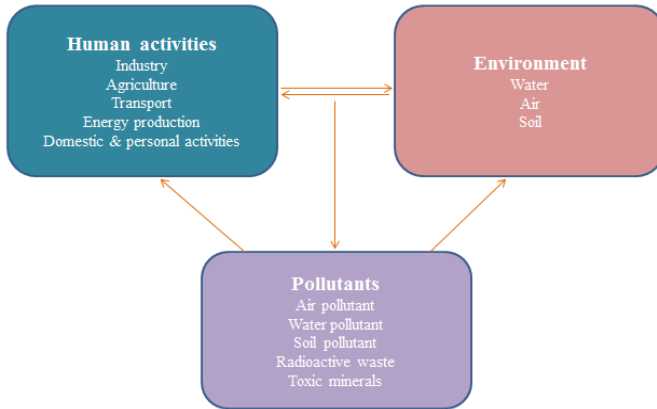 Human activities
Industry
Agriculture
Transport
Energy production
Domestic & personal activities
Environment
Water
Air
Soil
Pollutants
Air pollutant
Water pollutant
Soil pollutant
Radioactive waste
Toxic minerals